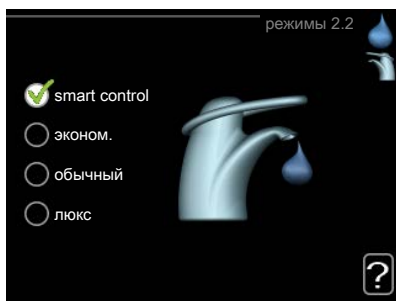 режимы 2.2
smart control
эконом.
обычный
люкс
?